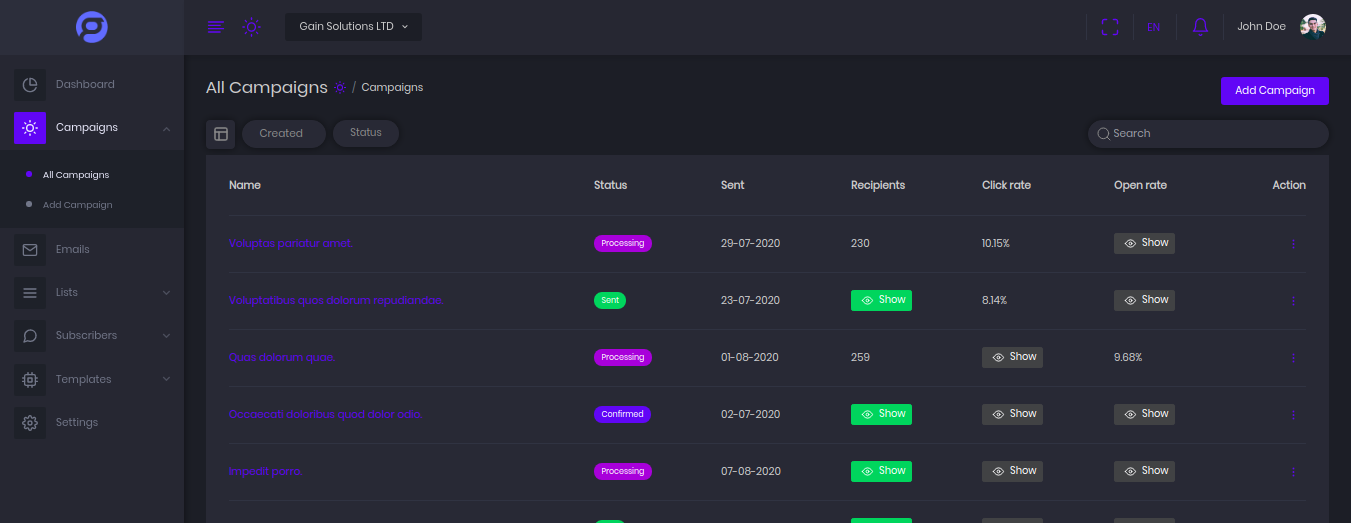 Gain Solutions LTD
EN
John Doe
Dashboard
Campaigns
All Campaigns
Add Campaign
Emails
Lists
Subscribers
Templates
Settings
All Campaigns / Campaigns
Add Campaign
Created
Status
Search
Name Status Sent Recipients Click rate Open rate Action
Voluptas pariatur amet. Processing 29-07-2020 230 10.15% Show
Voluptatibus quos dolorum repudiandae. Sent 23-07-2020 Show 8.14% Show
Quos dolorum quae. Processing 01-08-2020 259 Show 9.68%
Occaecati doloribus quod dolor odio. Confirmed 02-07-2020 Show Show Show
Impedit porro. Processing 07-08-2020 Show Show Show